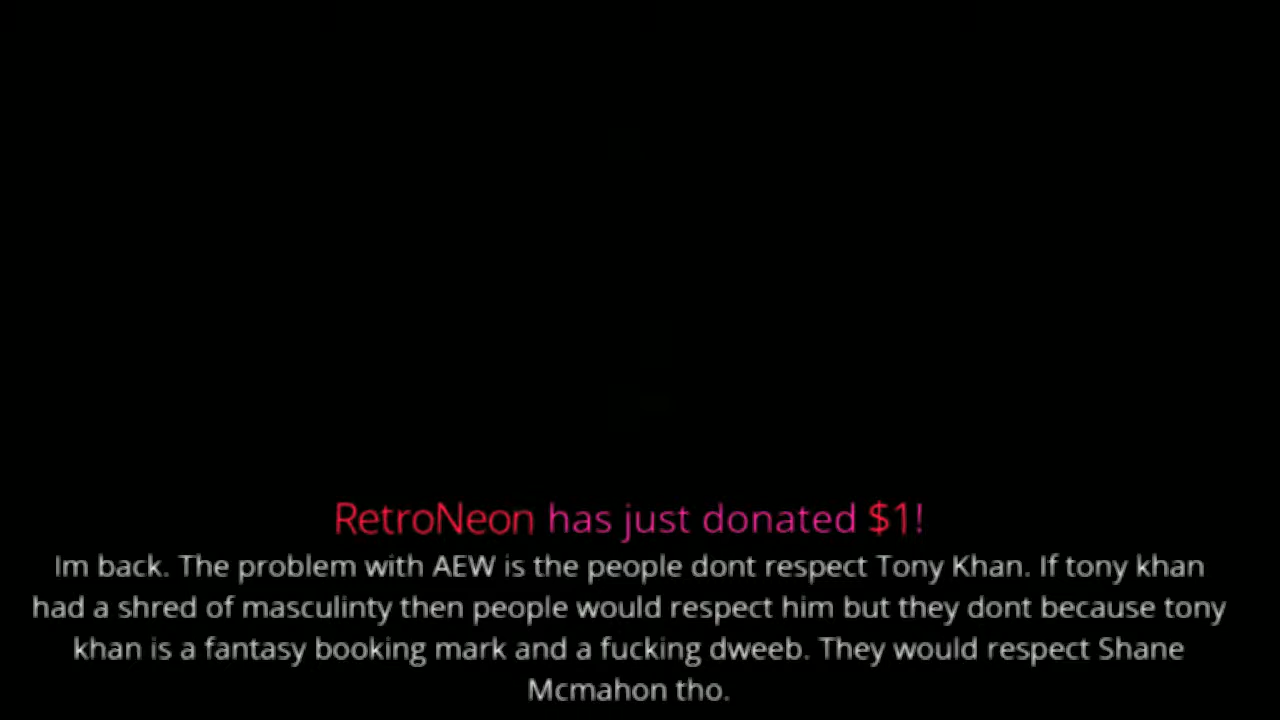 RetroNeon has just donated $1!
Im back. The problem with AEW is the people dont respect Tony Khan. If tony khan
had a shred of masculinty then people would respect him but they dont because tony
khan is a fantasy booking mark and a fucking dweeb. They would respect Shane
Mcmahon tho.